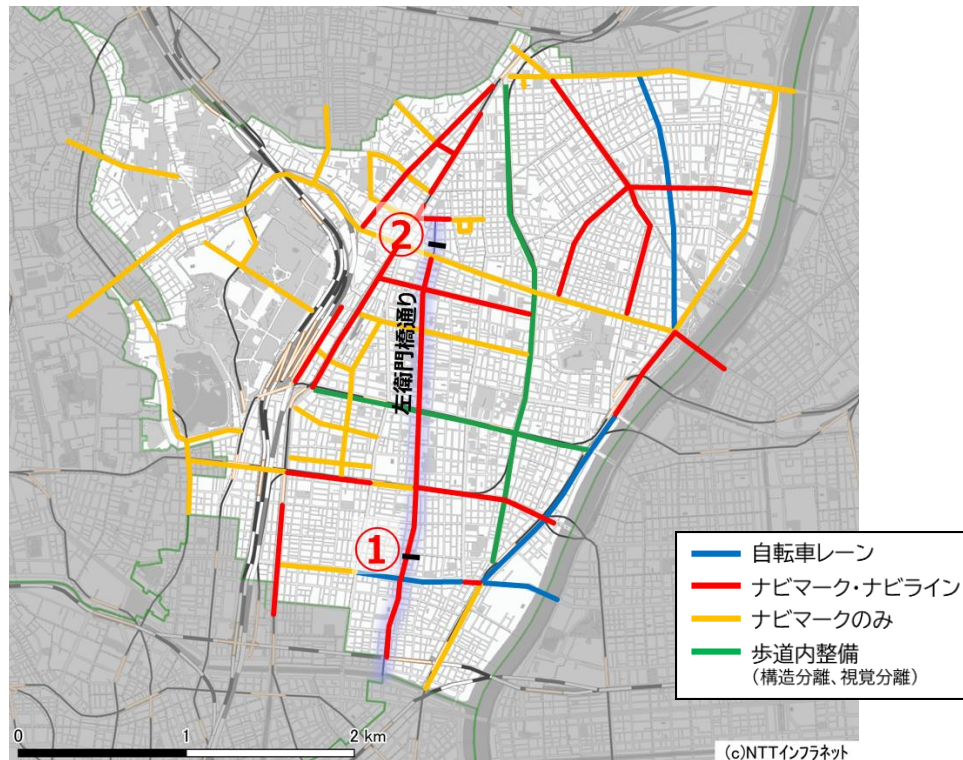 ②
左衛門橋通り
①
自転車レーン
ナビマーク・ナビライン
ナビマークのみ
歩道内整備
(構造分離、視覚分離)
0 1 2 km
(c)NTTインフラネット